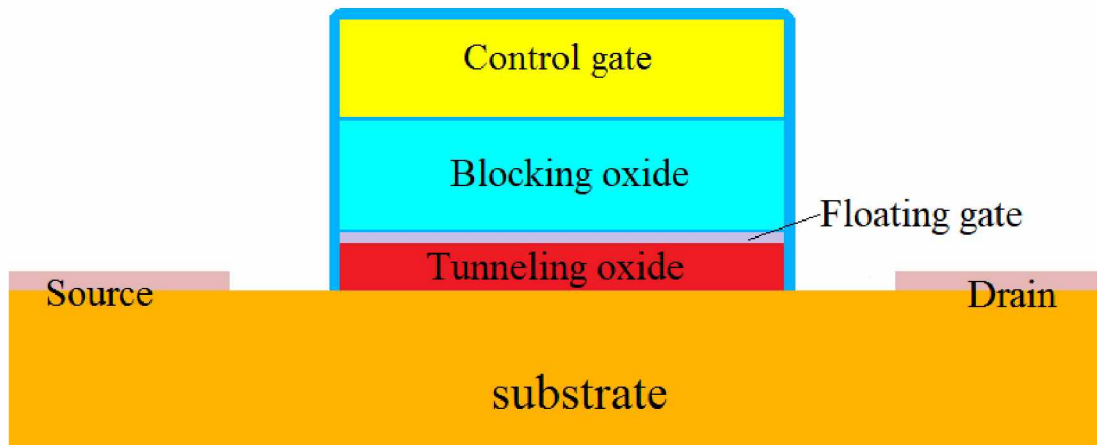 Control gate
Blocking oxide
Floating gate
Tunneling oxide
Source
Drain
substrate